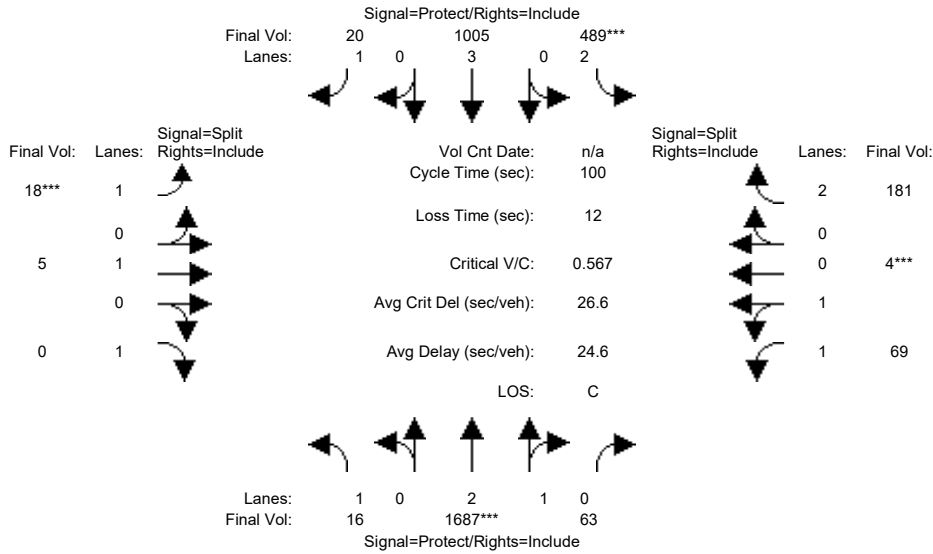 Signal=Protect/Rights=Include
Final Vol: 20 1005 489***
Lanes: 1 0 3 0 2
Signal=Split
Final Vol: Lanes: Rights=Include
Vol Cnt Date: n/a
Signal=Split
Rights=Include Lanes: Final Vol:
Cycle Time (sec): 100
18*** 1
2 181
Loss Time (sec): 12
0
0
5 1
Critical V/C: 0.567
0 4***
0
Avg Crit Del (sec/veh): 26.6
1
0 1
Avg Delay (sec/veh): 24.6
1 69
LOS: C
Lanes: 1 0 2 1 0
Final Vol: 16 1687*** 63
Signal=Protect/Rights=Include